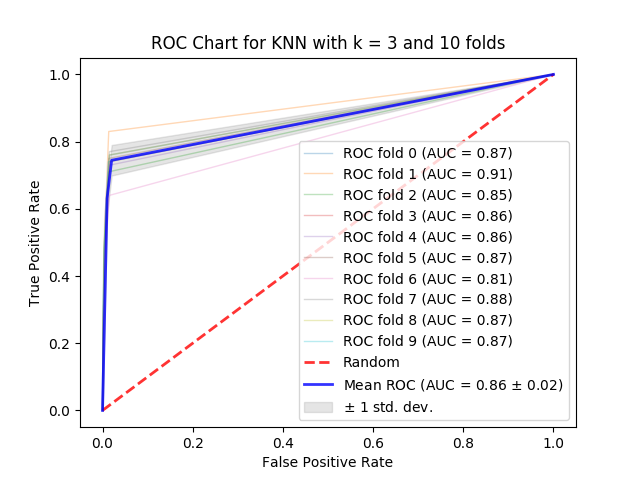 ROC Chart for KNN with k = 3 and 10 folds
True Positive Rate
1.0
0.8
0.6
0.4
0.2
0.0
ROC fold 0 (AUC = 0.87)
ROC fold 1 (AUC = 0.91)
ROC fold 2 (AUC = 0.85)
ROC fold 3 (AUC = 0.86)
ROC fold 4 (AUC = 0.86)
ROC fold 5 (AUC = 0.87)
ROC fold 6 (AUC = 0.81)
ROC fold 7 (AUC = 0.88)
ROC fold 8 (AUC = 0.87)
ROC fold 9 (AUC = 0.87)
Random
Mean ROC (AUC = 0.86 ± 0.02)
± 1 std. dev.
0.0 0.2 0.4 0.6 0.8 1.0
False Positive Rate